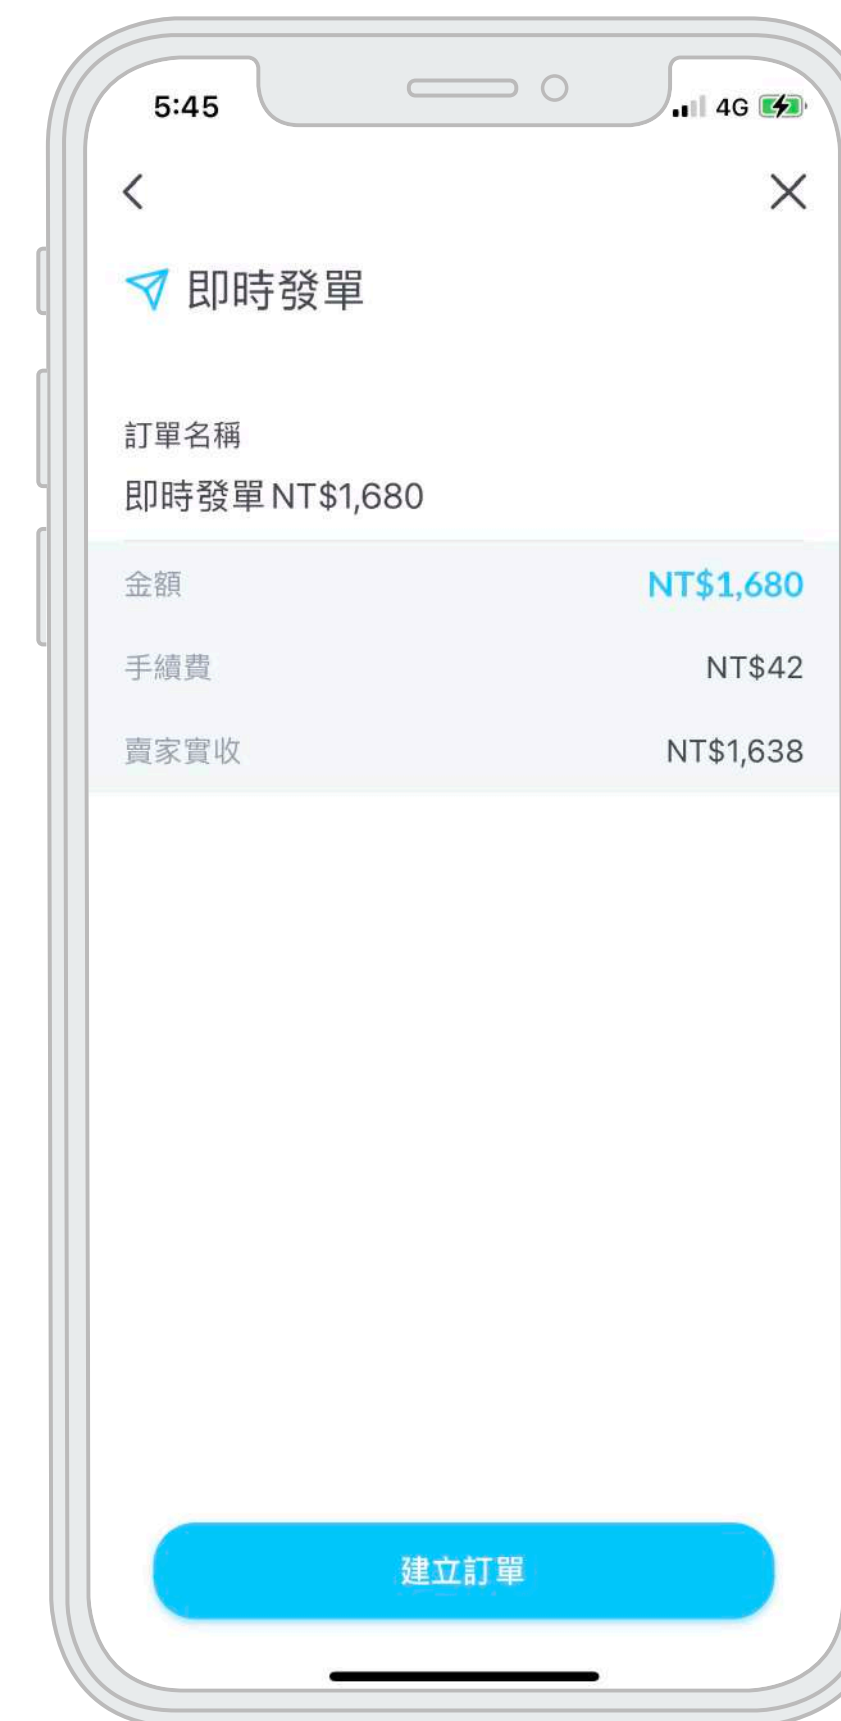 5:45
4G
即時發單
訂單名稱
即時發單 NT$1,680
金額 NT$1,680
手續費 NT$42
賣家實收 NT$1,638
建立訂單